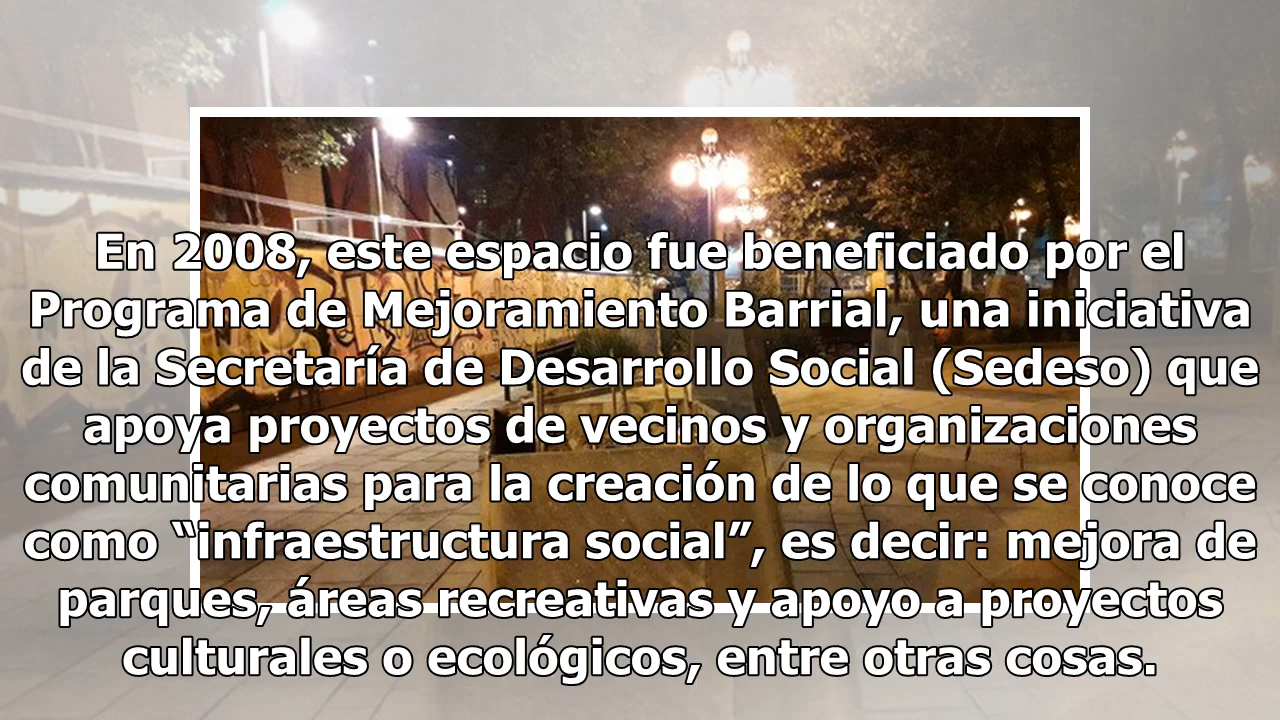 En 2008, este espacio fue beneficiado por el
Programa de Mejoramiento Barrial, una iniciativa
de la Secretaría de Desarrollo Social (Sedeso) que
apoya proyectos de vecinos y organizaciones
comunitarias para la creación de lo que se conoce
como “infraestructura social”, es decir: mejora de
parques, áreas recreativas y apoyo a proyectos
culturales o ecológicos, entre otras cosas.